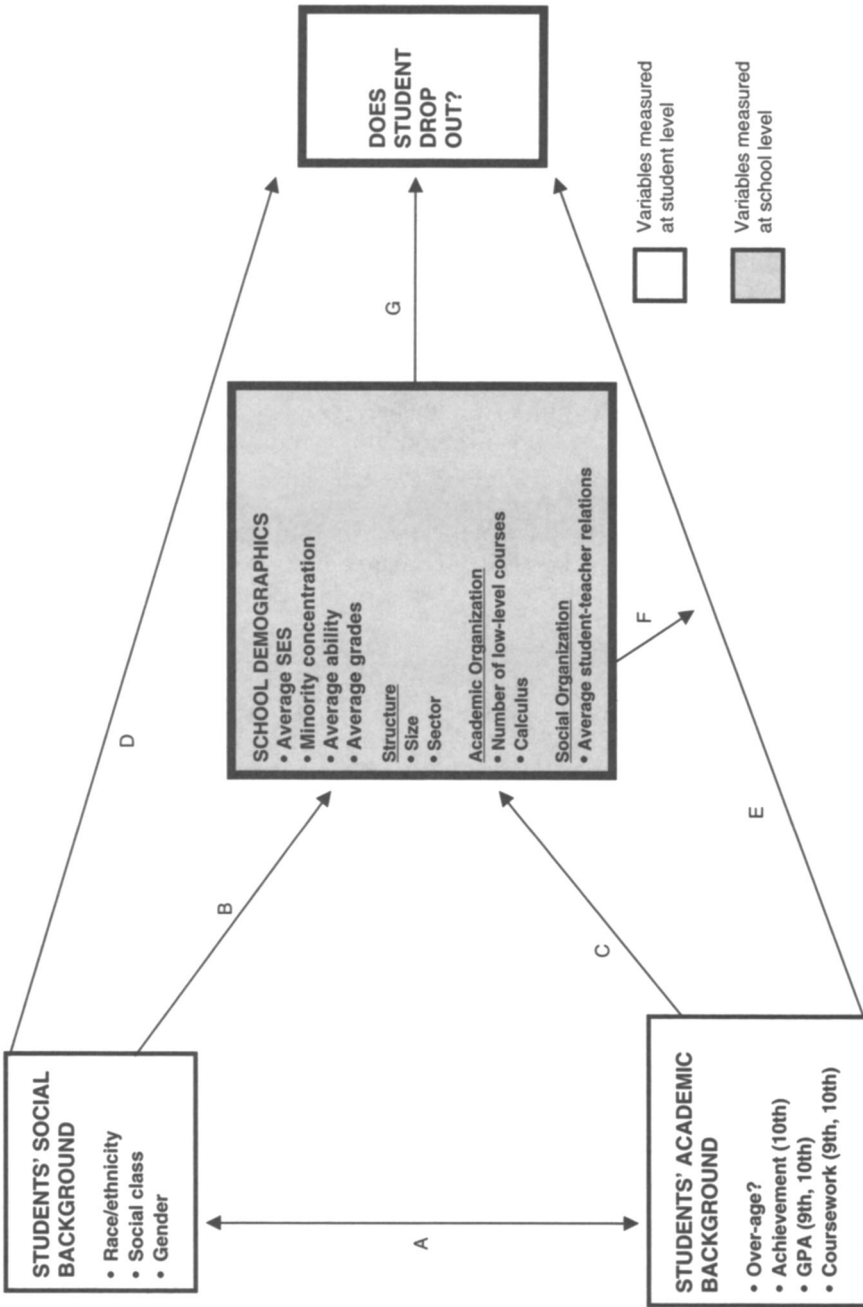 STUDENTS' SOCIAL
BACKGROUND
• Race/ethnicity
• Social class
• Gender
A
STUDENTS' ACADEMIC
BACKGROUND
• Over-age?
• Achievement (10th)
• GPA (9th, 10th)
• Coursework (9th, 10th)
B
C
D
SCHOOL DEMOGRAPHICS
• Average SES
• Minority concentration
• Average ability
• Average grades
Structure
• Size
• Sector
Academic Organization
• Number of low-level courses
• Calculus
Social Organization
• Average student-teacher relations
F
E
G
DOES
STUDENT
DROP
OUT?
Variables measured
at student level
Variables measured
at school level